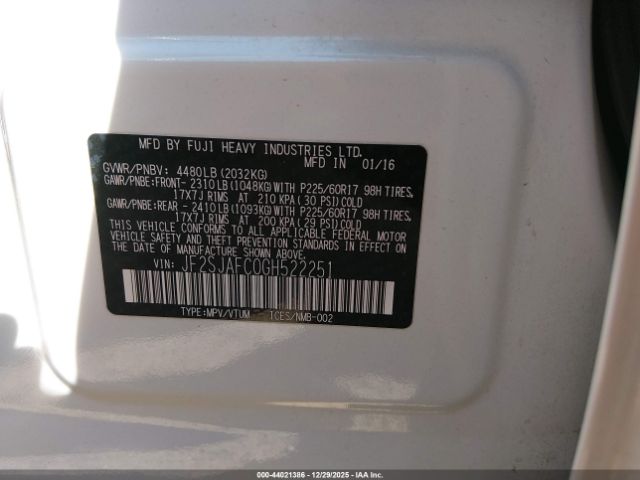 MFD BY FUJI HEAVY INDUSTRIES LTD.
MFD IN 01/16
GVWR/PNBV: 4480LB (2032KG)
GAWR/PNBE:FRONT- 2310LB(1048KG)WITH P225/60R17 98H TIRES,
17X7J RIMS AT 210 KPA( 30 PSI)COLD
GAWR/PNBE:REAR - 2410LB(1093KG)WITH P225/60R17 98H TIRES,
17X7J RIMS AT 200 KPA( 29 PSI)COLD
THIS VEHICLE CONFORMS TO ALL APPLICABLE FEDERAL MOTOR
VEHICLE SAFETY AND BUMPER STANDARDS IN EFFECT ON THE
DATE OF MANUFACTURE SHOWN ABOVE.
VIN: JF2SJAFC0GH522251
TYPE:MPV/VTUM ICES/NMB-002
000-44021386 - 12/29/2025 - IAAI.com